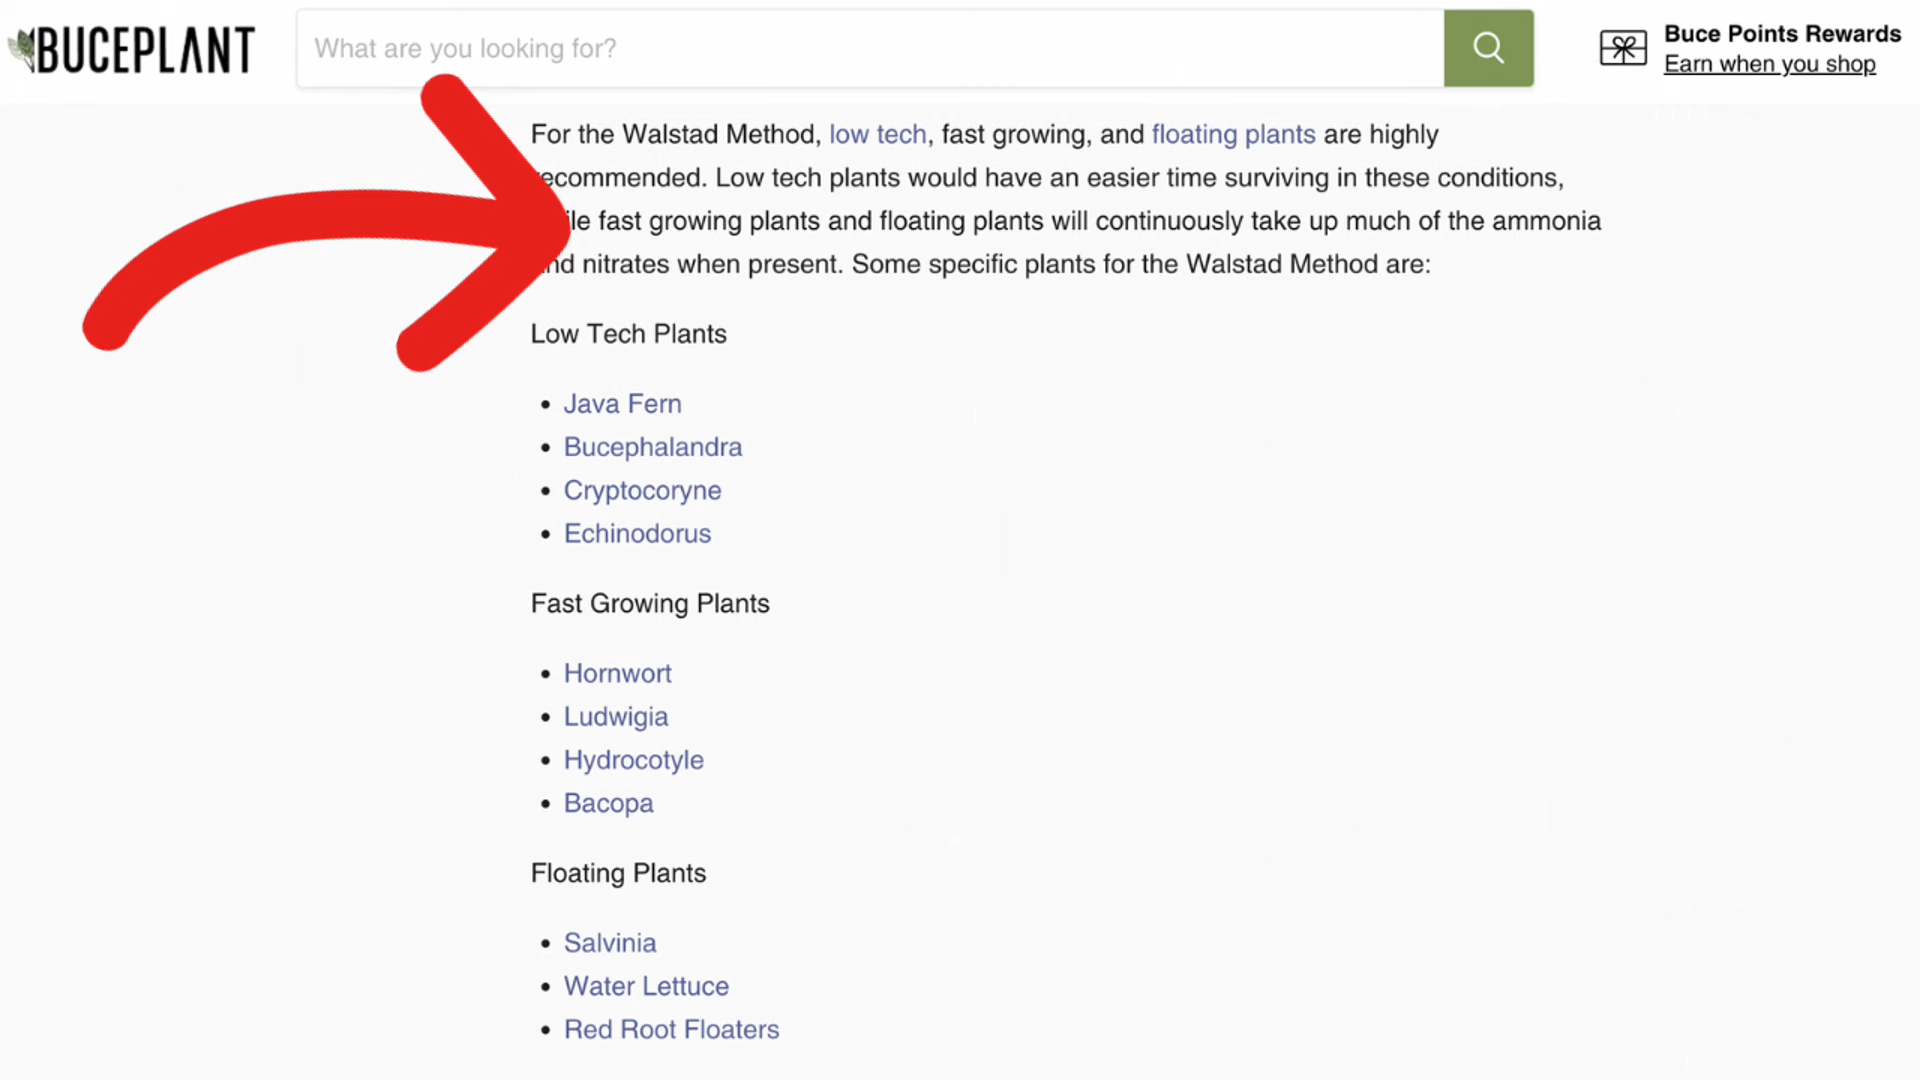 BUCEPLANT
What are you looking for?
Buce Points Rewards
Earn when you shop
For the Walstad Method, low tech, fast growing, and floating plants are highly
recommended. Low tech plants would have an easier time surviving in these conditions,
fast growing plants and floating plants will continuously take up much of the ammonia
and nitrates when present. Some specific plants for the Walstad Method are:
Low Tech Plants
• Java Fern
• Bucephalandra
• Cryptocoryne
• Echinodorus
Fast Growing Plants
• Hornwort
• Ludwigia
• Hydrocotyle
• Bacopa
Floating Plants
• Salvinia
• Water Lettuce
• Red Root Floaters